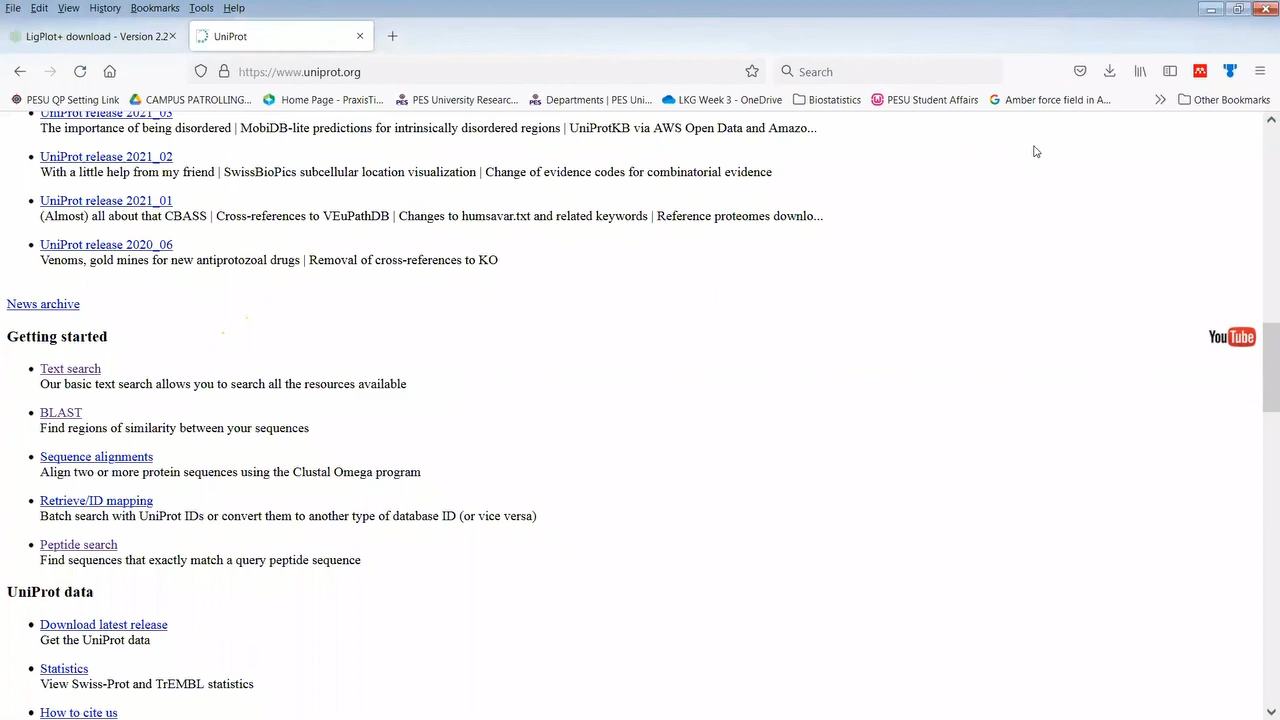 File Edit View History Bookmarks Tools Help
LigPlot+ download - Version 2.2 UniProt
https://www.uniprot.org Search
PESU QP Setting Link CAMPUS PATROLLING... Home Page - PraxisTi... PES University Researc... Departments | PES Uni... LKG Week 3 - OneDrive Biostatistics PESU Student Affairs Amber force field in A... Other Bookmarks
UniProt release 2021_03
The importance of being disordered | MobiDB-lite predictions for intrinsically disordered regions | UniProtKB via AWS Open Data and Amazo...
UniProt release 2021_02
With a little help from my friend | SwissBioPics subcellular location visualization | Change of evidence codes for combinatorial evidence
UniProt release 2021_01
(Almost) all about that CBASS | Cross-references to VEuPathDB | Changes to humsavar.txt and related keywords | Reference proteomes downlo...
UniProt release 2020_06
Venoms, gold mines for new antiprotozoal drugs | Removal of cross-references to KO
News archive
Getting started
YouTube
Text search
Our basic text search allows you to search all the resources available
BLAST
Find regions of similarity between your sequences
Sequence alignments
Align two or more protein sequences using the Clustal Omega program
Retrieve/ID mapping
Batch search with UniProt IDs or convert them to another type of database ID (or vice versa)
Peptide search
Find sequences that exactly match a query peptide sequence
UniProt data
Download latest release
Get the UniProt data
Statistics
View Swiss-Prot and TrEMBL statistics
How to cite us